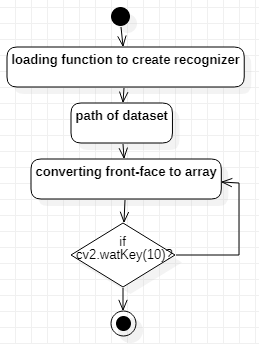 loading function to create recognizer
path of dataset
converting front-face to array
if
cv2.watKey(10)?